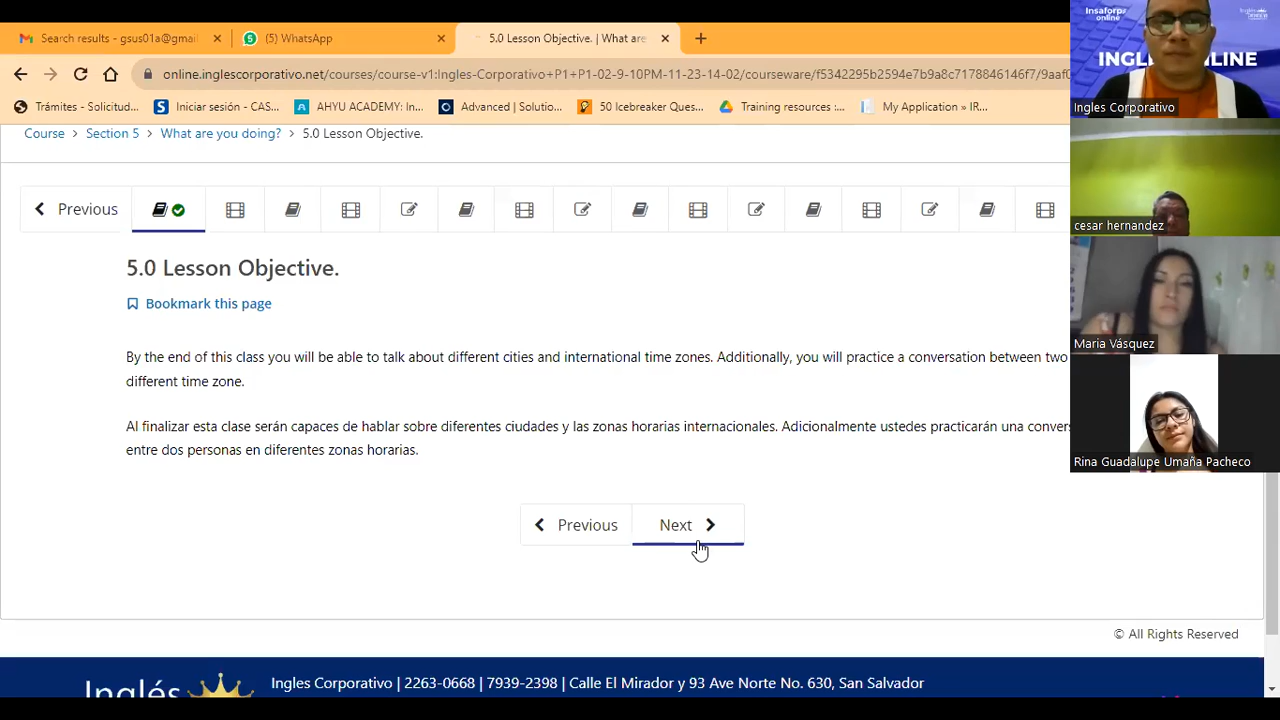 Search results - gsus01a@gmail
(5) WhatsApp
5.0 Lesson Objective. | What are
online.inglescorporativo.net/courses/course-v1:Ingles-Corporativo+P1+P1-02-9-10PM-11-23-14-02/courseware/f5342295b2594e7b9a8c7178846146f7/9aaf0
Trámites - Solicitud...
Iniciar sesión - CAS...
AHYU ACADEMY: In...
Advanced | Solutio...
50 Icebreaker Ques...
Training resources :...
My Application » IR...
Course > Section 5 > What are you doing? > 5.0 Lesson Objective.
Previous
5.0 Lesson Objective.
Bookmark this page
By the end of this class you will be able to talk about different cities and international time zones. Additionally, you will practice a conversation between two
different time zone.
Al finalizar esta clase serán capaces de hablar sobre diferentes ciudades y las zonas horarias internacionales. Adicionalmente ustedes practicarán una convers
entre dos personas en diferentes zonas horarias.
Previous
Next
© All Rights Reserved
Inglés
Ingles Corporativo | 2263-0668 | 7939-2398 | Calle El Mirador y 93 Ave Norte No. 630, San Salvador
Insaforp
online
Inglés
INGL
ONLINE
Ingles Corporativo
cesar hernandez
Maria Vásquez
Rina Guadalupe Umaña Pacheco